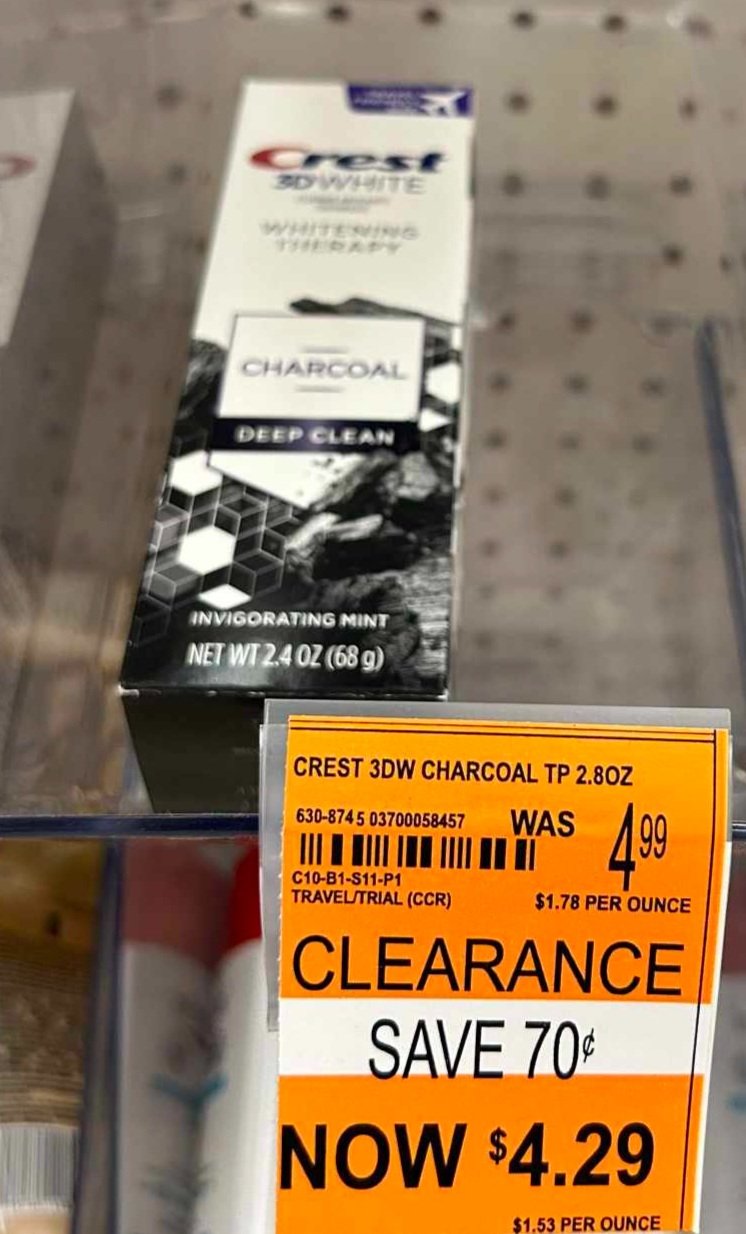 Crest
3DWHITE
WHITENING
THERAPY
CHARCOAL
DEEP CLEAN
INVIGORATING MINT
NET WT 2.4 OZ (68 g)
CREST 3DW CHARCOAL TP 2.8OZ
630-8745 03700058457
WAS 4.99
C10-B1-S11-P1
TRAVEL/TRIAL (CCR)
$1.78 PER OUNCE
CLEARANCE
SAVE 70¢
NOW $4.29
$1.53 PER OUNCE